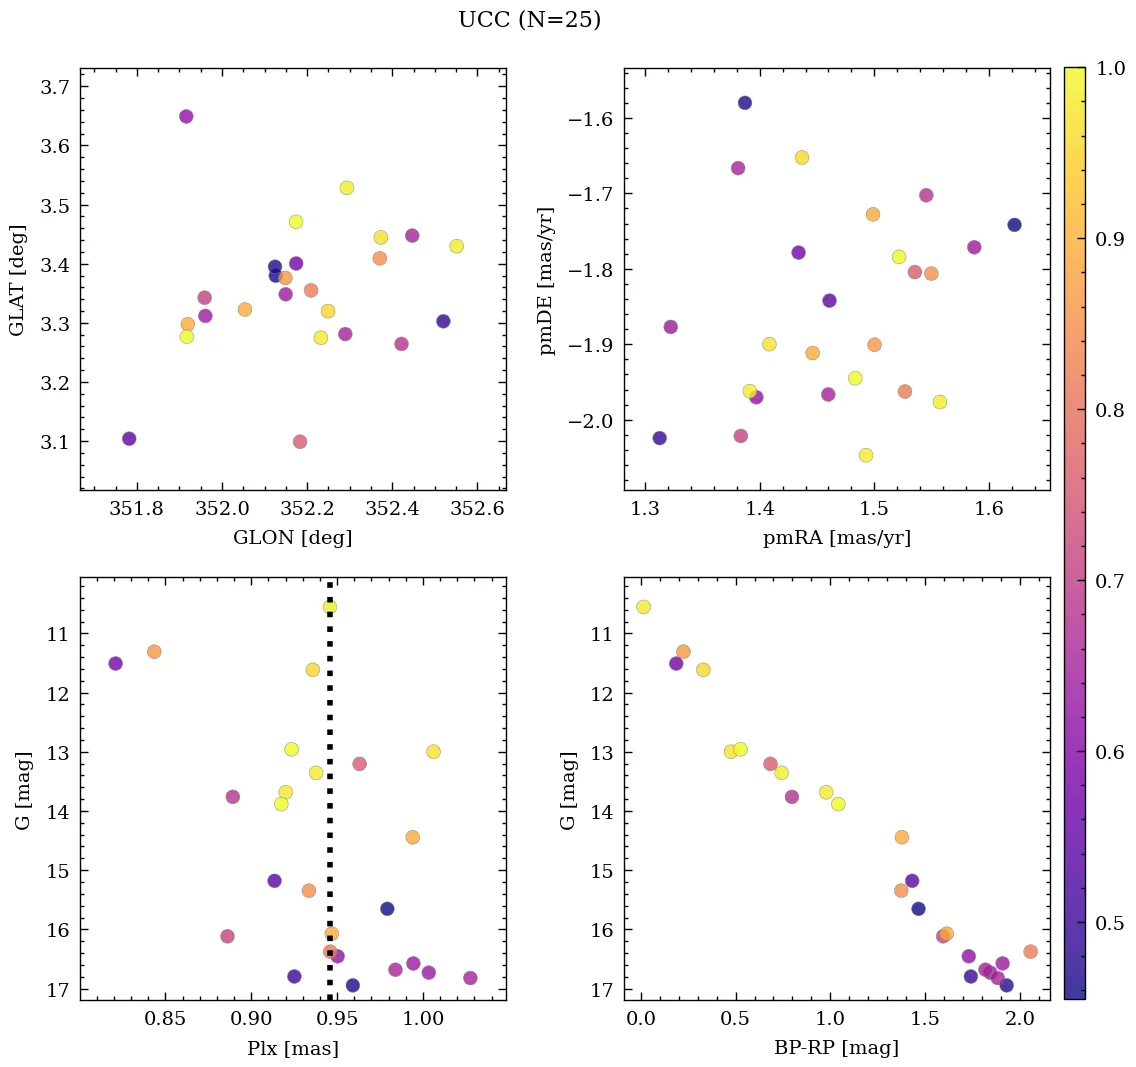 UCC (N=25)
3.7
3.6
3.5
3.4
3.3
3.2
3.1
GLAT [deg]
351.8 352.0 352.2 352.4 352.6
GLON [deg]
−1.6
−1.7
−1.8
−1.9
−2.0
pmDE [mas/yr]
1.3 1.4 1.5 1.6
pmRA [mas/yr]
1.0
0.9
0.8
0.7
0.6
0.5
11
12
13
14
15
16
17
G [mag]
0.85 0.90 0.95 1.00
Plx [mas]
11
12
13
14
15
16
17
G [mag]
0.0 0.5 1.0 1.5 2.0
BP-RP [mag]